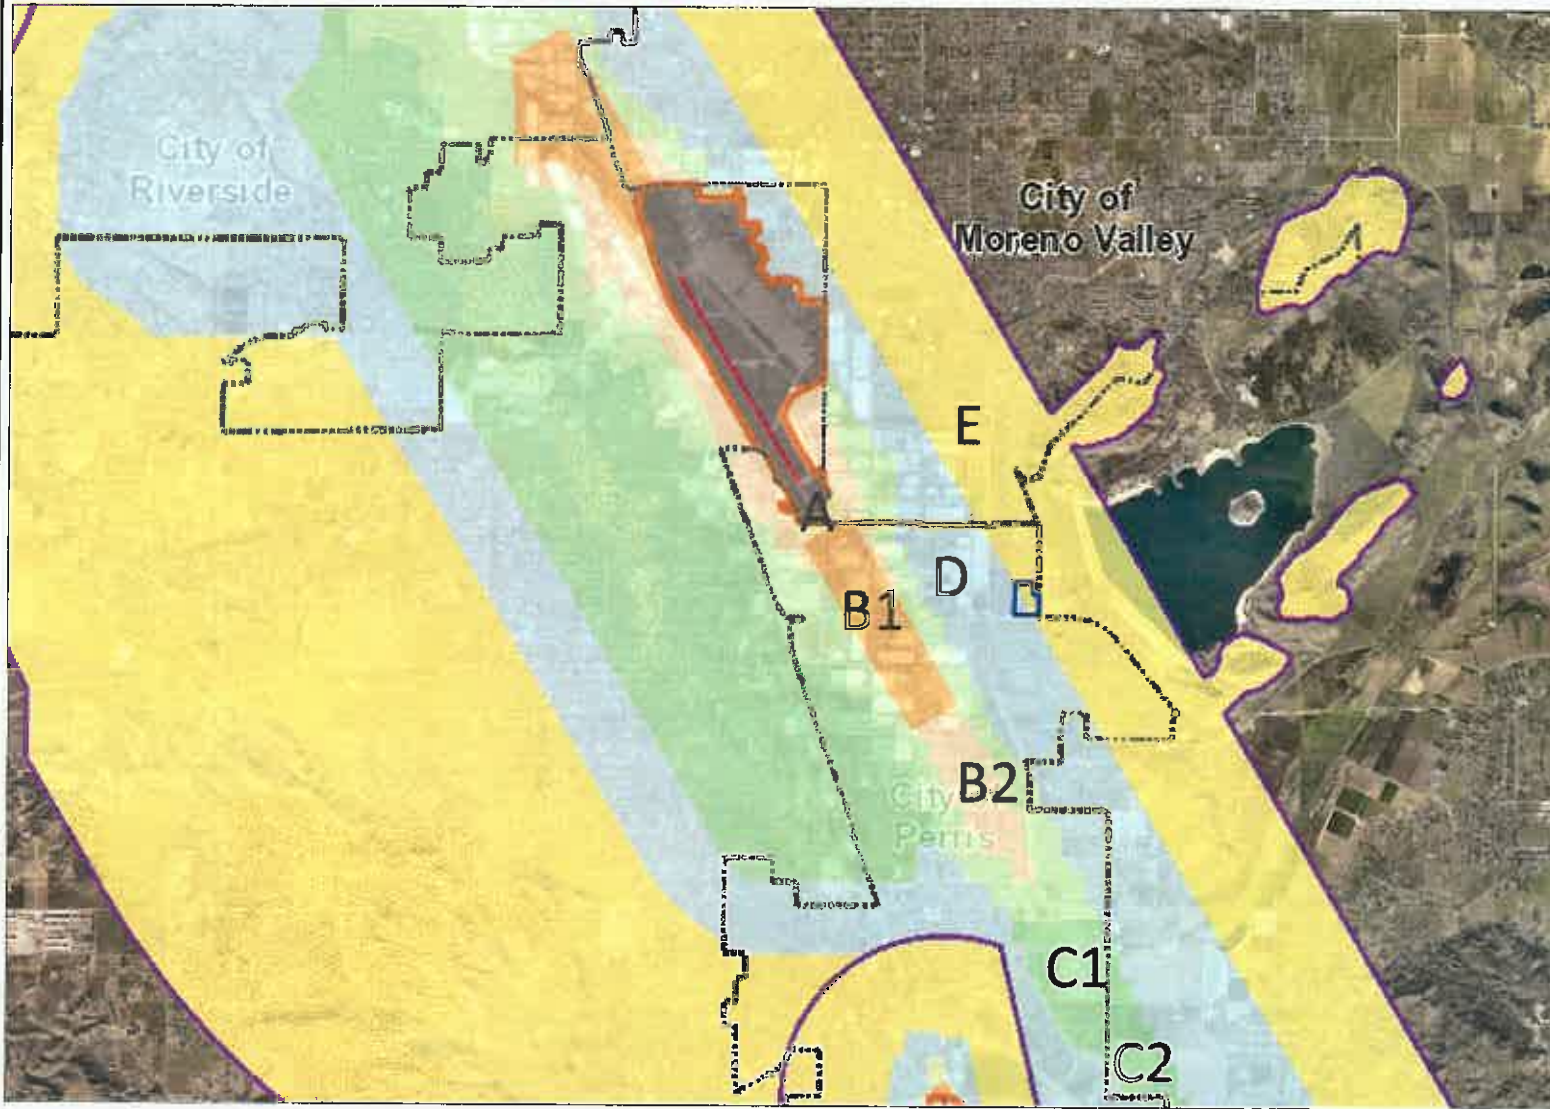 City of
Riverside
City of
Moreno Valley
E
A
D
B1
B2
City of
Perris
C1
C2